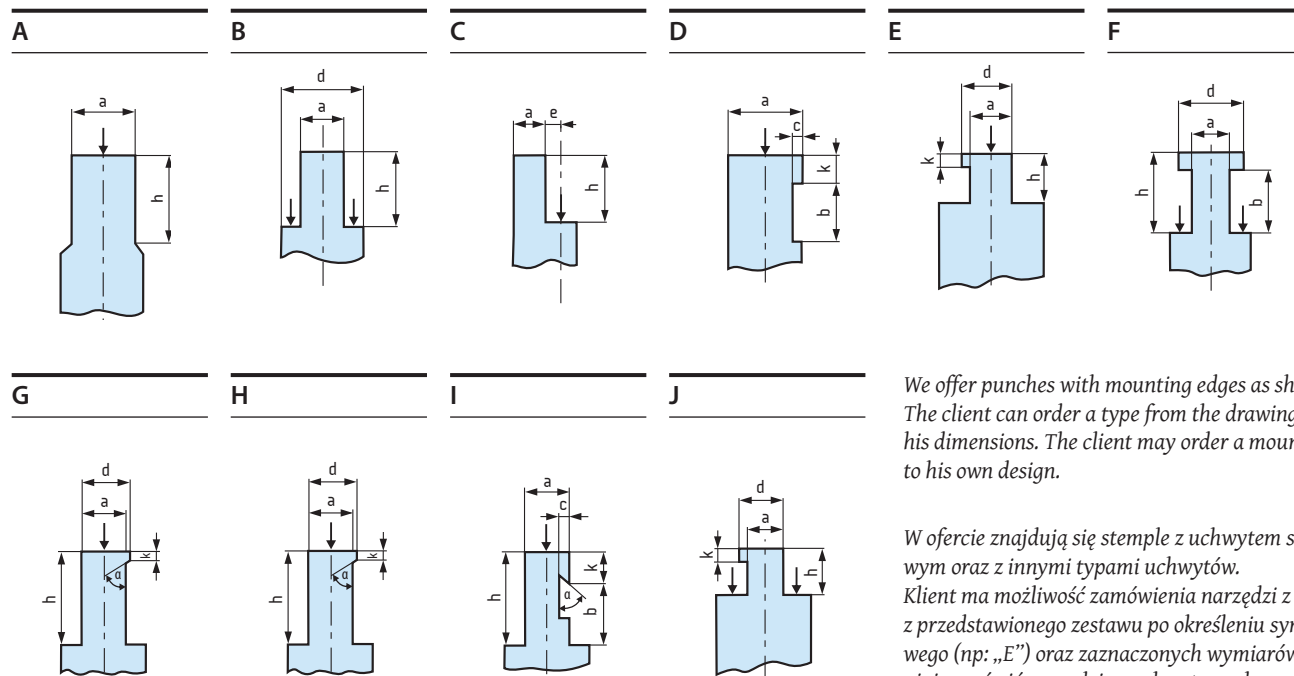 A
B
C
D
E
F
a
h
d
a
h
a
e
h
a
c
k
b
d
a
k
h
d
a
h
b
G
H
I
J
d
a
k
α
h
d
a
k
α
h
a
c
k
α
b
h
d
a
k
h
We offer punches with mounting edges as sh
The client can order a type from the drawing
his dimensions. The client may order a
to his own design.
W ofercie znajdują się stemple z uchwytem s
wym oraz z innymi typami uchwytów.
Klient ma możliwość zamówienia narzędzi z
z przedstawionego zestawu po określeniu
wego (np: „E”) oraz zaznaczonych wymiarów